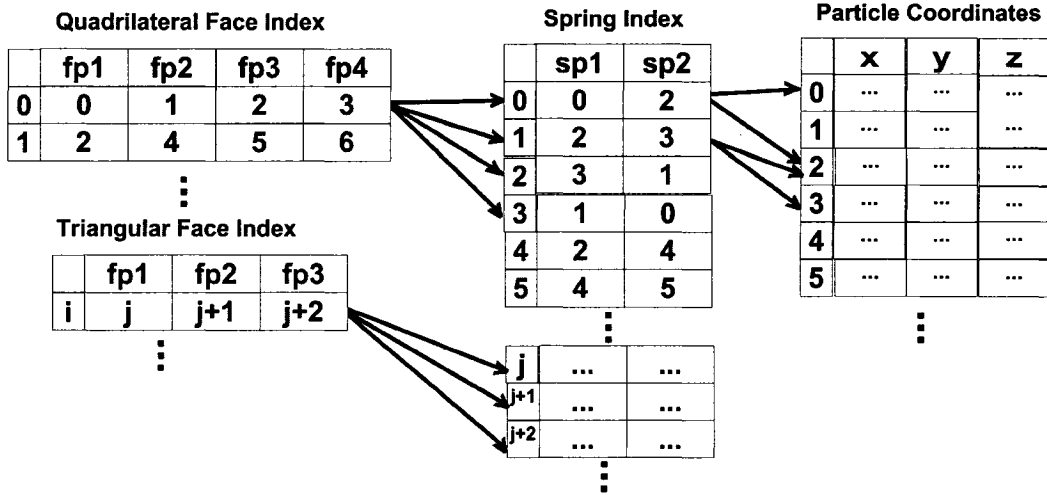 Quadrilateral Face Index
fp1 fp2 fp3 fp4
0 0 1 2 3
1 2 4 5 6
⋮
Triangular Face Index
fp1 fp2 fp3
i j j+1 j+2
⋮
Spring Index
sp1 sp2
0 0 2
1 2 3
2 3 1
3 1 0
4 2 4
5 4 5
⋮
j ... ...
j+1 ... ...
j+2 ... ...
⋮
Particle Coordinates
x y z
0 ... ... ...
1 ... ... ...
2 ... ... ...
3 ... ... ...
4 ... ... ...
5 ... ... ...
⋮